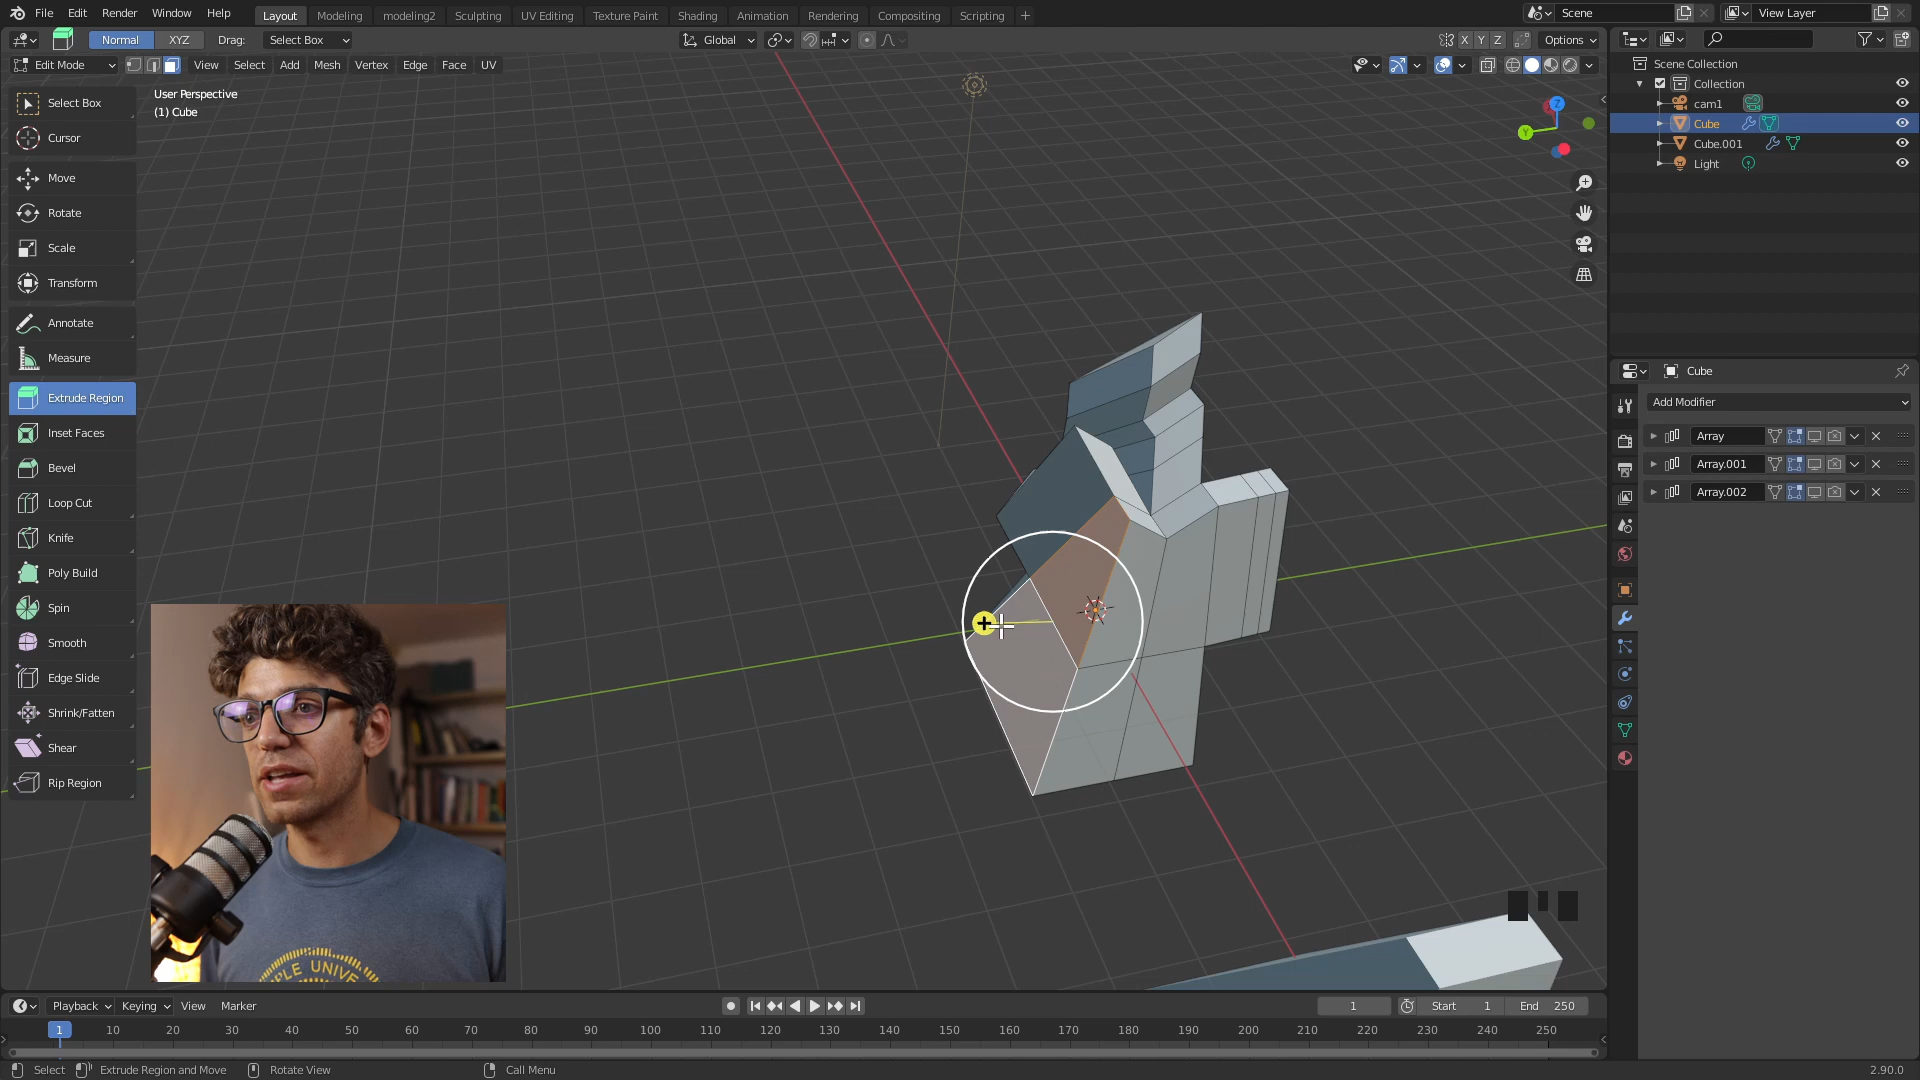 File Edit Render Window Help Layout Modeling modeling2 Sculpting UV Editing Texture Paint Shading Animation Rendering Compositing Scripting + Scene View Layer
Normal XYZ Drag: Select Box Global X Y Z Options
Edit Mode View Select Add Mesh Vertex Edge Face UV
User Perspective
(1) Cube
Select Box
Cursor
Move
Rotate
Scale
Transform
Annotate
Measure
Extrude Region
Inset Faces
Bevel
Loop Cut
Knife
Poly Build
Spin
Smooth
Edge Slide
Shrink/Fatten
Shear
Rip Region
Z
Y
Scene Collection
Collection
cam1
Cube
Cube.001
Light
Cube
Add Modifier
Array
Array.001
Array.002
PLE UNIV
Playback Keying View Marker 1 Start 1 End 250
1 10 20 30 40 50 60 70 80 90 100 110 120 130 140 150 160 170 180 190 200 210 220 230 240 250
Select Extrude Region and Move Rotate View Call Menu 2.90.0